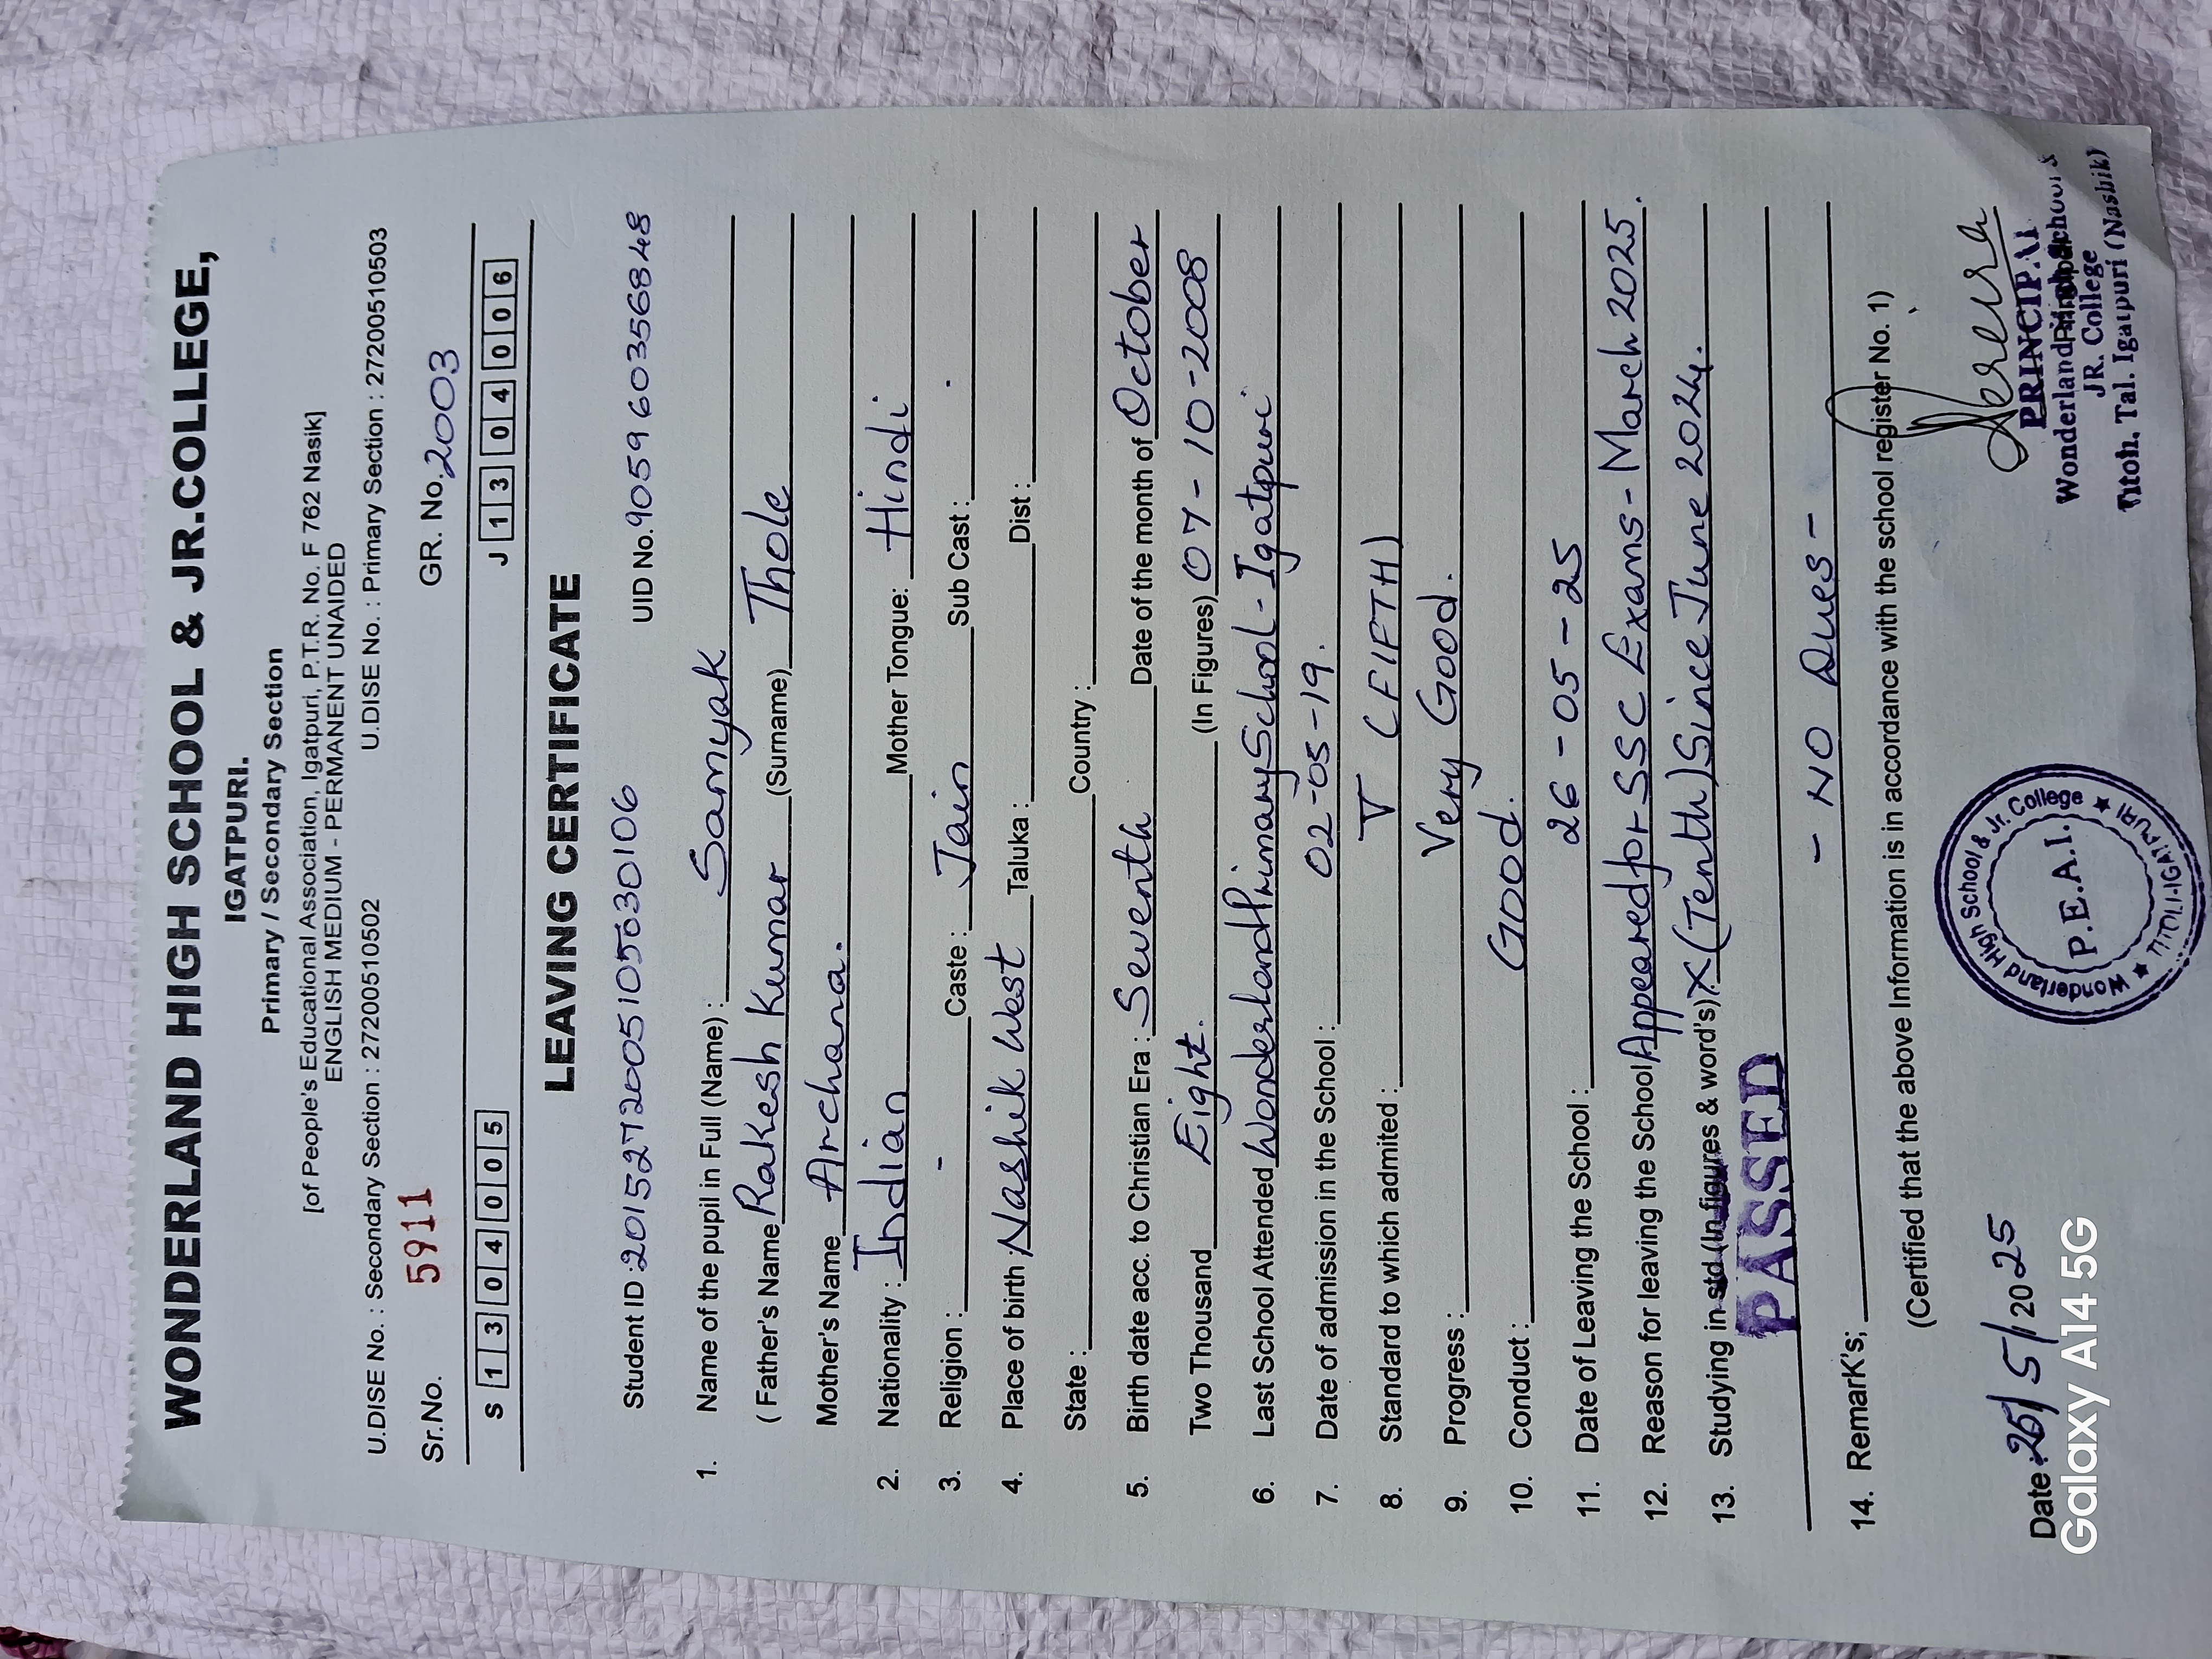 WONDERLAND HIGH SCHOOL & JR.COLLEGE,
IGATPURI.
Primary / Secondary Section
[of People's Educational Association, Igatpuri, P.T.R. No. F 762 Nasik]
ENGLISH MEDIUM - PERMANENT UNAIDED
U.DISE No. : Secondary Section : 27200510502 U.DISE No. : Primary Section : 27200510503
Sr.No. 5911 GR. No. 2003
S 1 3 0 4 0 0 5 J 1 3 0 4 0 0 6
LEAVING CERTIFICATE
Student ID 2015272005105030106 UID No. 905960356848
1. Name of the pupil in Full (Name) : Samyak
( Father's Name Rakesh Kumar (Surname) Thole
Mother's Name Archana.
2. Nationality : Indian Mother Tongue: Hindi
3. Religion : - Caste : Jain Sub Cast : -
4. Place of birth Nashik West Taluka : Dist :
State : Country :
5. Birth date acc. to Christian Era : Seventh Date of the month of October
Two Thousand Eight. (In Figures) 07-10-2008
6. Last School Attended Wonderland Primary School - Igatpuri
7. Date of admission in the School : 02-05-19.
8. Standard to which admited : V (FIFTH)
9. Progress : Very Good.
10. Conduct : Good.
11. Date of Leaving the School : 26-05-25
12. Reason for leaving the School Appeared for SSC Exams - March 2025.
13. Studying in std (In figures & word's) X (Tenth) Since June 2024.
PASSED
14. Remark's; - NO Dues -
(Certified that the above Information is in accordance with the school register No. 1)
Wonderland High School & Jr. College ★ TITOLI-IGATPURI ★
P.E.A.I.
PRINCIPAL
Wonderland
JR. College
Titoli, Tal. Igatpuri (Nashik)
Date: 26/5/2025
Galaxy A14 5G